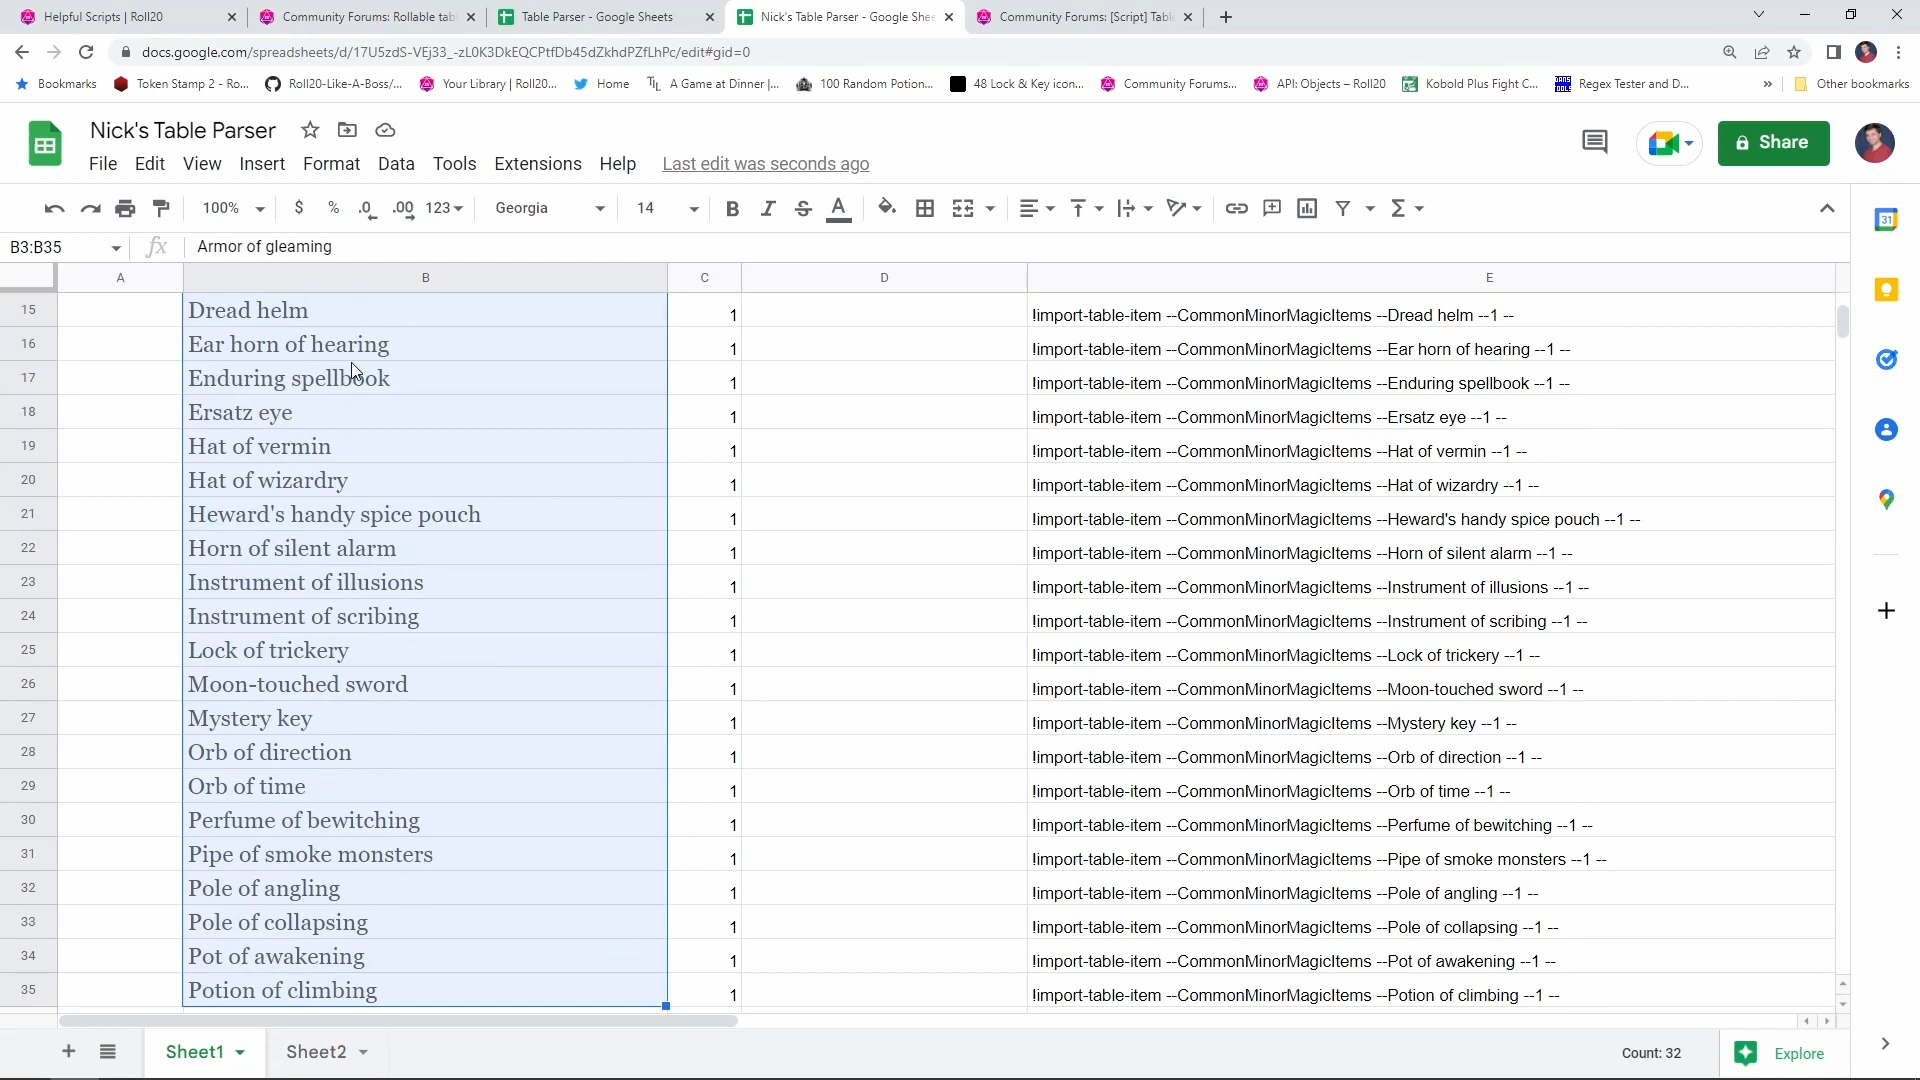 Helpful Scripts | Roll20
Community Forums: Rollable tab
Table Parser - Google Sheets
Nick's Table Parser - Google She
Community Forums: [Script] Tabl
docs.google.com/spreadsheets/d/17U5zdS-VEj33_-zL0K3DkEQCPtfDb45dZkhdPZfLhPc/edit#gid=0
Bookmarks
Token Stamp 2 - Ro...
Roll20-Like-A-Boss/...
Your Library | Roll20...
Home
A Game at Dinner |...
100 Random Potion...
48 Lock & Key icon...
Community Forums...
API: Objects – Roll20
Kobold Plus Fight C...
Regex Tester and D...
»
Other bookmarks
Nick's Table Parser
Share
File Edit View Insert Format Data Tools Extensions Help Last edit was seconds ago
100% $ % .0 .00 123 Georgia 14 B I S A
B3:B35 fx Armor of gleaming
A B C D E
15 Dread helm 1 !import-table-item --CommonMinorMagicItems --Dread helm --1 --
16 Ear horn of hearing 1 !import-table-item --CommonMinorMagicItems --Ear horn of hearing --1 --
17 Enduring spellbook 1 !import-table-item --CommonMinorMagicItems --Enduring spellbook --1 --
18 Ersatz eye 1 !import-table-item --CommonMinorMagicItems --Ersatz eye --1 --
19 Hat of vermin 1 !import-table-item --CommonMinorMagicItems --Hat of vermin --1 --
20 Hat of wizardry 1 !import-table-item --CommonMinorMagicItems --Hat of wizardry --1 --
21 Heward's handy spice pouch 1 !import-table-item --CommonMinorMagicItems --Heward's handy spice pouch --1 --
22 Horn of silent alarm 1 !import-table-item --CommonMinorMagicItems --Horn of silent alarm --1 --
23 Instrument of illusions 1 !import-table-item --CommonMinorMagicItems --Instrument of illusions --1 --
24 Instrument of scribing 1 !import-table-item --CommonMinorMagicItems --Instrument of scribing --1 --
25 Lock of trickery 1 !import-table-item --CommonMinorMagicItems --Lock of trickery --1 --
26 Moon-touched sword 1 !import-table-item --CommonMinorMagicItems --Moon-touched sword --1 --
27 Mystery key 1 !import-table-item --CommonMinorMagicItems --Mystery key --1 --
28 Orb of direction 1 !import-table-item --CommonMinorMagicItems --Orb of direction --1 --
29 Orb of time 1 !import-table-item --CommonMinorMagicItems --Orb of time --1 --
30 Perfume of bewitching 1 !import-table-item --CommonMinorMagicItems --Perfume of bewitching --1 --
31 Pipe of smoke monsters 1 !import-table-item --CommonMinorMagicItems --Pipe of smoke monsters --1 --
32 Pole of angling 1 !import-table-item --CommonMinorMagicItems --Pole of angling --1 --
33 Pole of collapsing 1 !import-table-item --CommonMinorMagicItems --Pole of collapsing --1 --
34 Pot of awakening 1 !import-table-item --CommonMinorMagicItems --Pot of awakening --1 --
35 Potion of climbing 1 !import-table-item --CommonMinorMagicItems --Potion of climbing --1 --
Sheet1 Sheet2 Count: 32 Explore
31